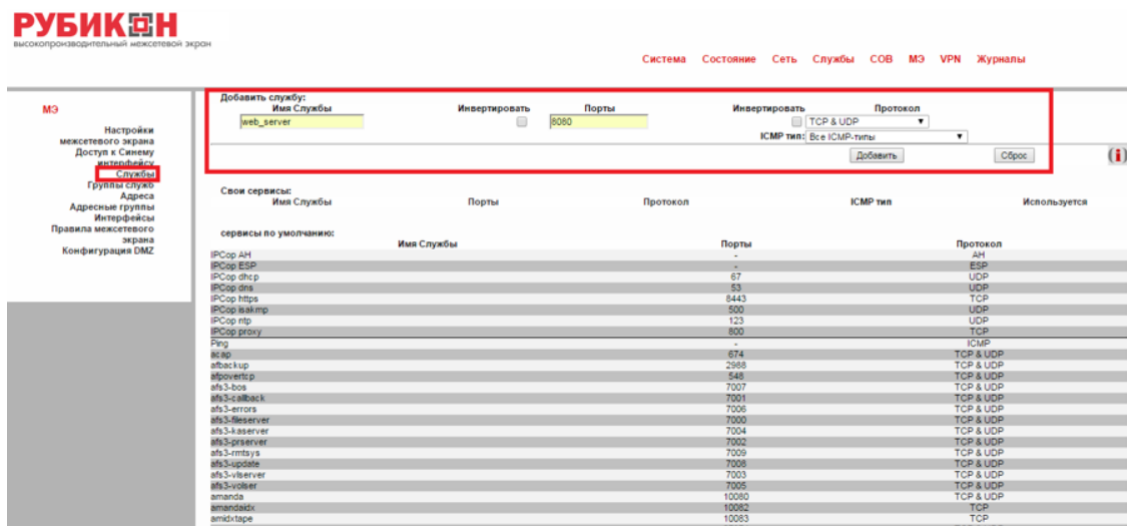 РУБИКОН
высокопроизводительный межсетевой экран
Система Состояние Сеть Службы СОВ МЭ VPN Журналы
МЭ
Настройки
межсетевого экрана
Доступ к Синему
интерфейсу
Службы
Группы служб
Адреса
Адресные группы
Интерфейсы
Правила межсетевого
экрана
Конфигурация DMZ
Добавить службу:
Имя Службы Инвертировать Порты Инвертировать Протокол
web_server 8080 TCP & UDP
ICMP тип: Все ICMP-типы
Добавить Сброс
Свои сервисы:
Имя Службы Порты Протокол ICMP тип Используется
сервисы по умолчанию:
Имя Службы Порты Протокол
IPCop AH - AH
IPCop ESP - ESP
IPCop dhcp 67 UDP
IPCop dns 53 UDP
IPCop https 8443 TCP
IPCop isakmp 500 UDP
IPCop ntp 123 UDP
IPCop proxy 800 TCP
Ping - ICMP
acap 674 TCP & UDP
afbackup 2988 TCP & UDP
afpovertcp 548 TCP & UDP
afs3-bos 7007 TCP & UDP
afs3-callback 7001 TCP & UDP
afs3-errors 7006 TCP & UDP
afs3-fileserver 7000 TCP & UDP
afs3-kaserver 7004 TCP & UDP
afs3-prserver 7002 TCP & UDP
afs3-rmtsys 7009 TCP & UDP
afs3-update 7008 TCP & UDP
afs3-vlserver 7003 TCP & UDP
afs3-volser 7005 TCP & UDP
amanda 10080 TCP & UDP
amandaidx 10082 TCP
amidxtape 10083 TCP